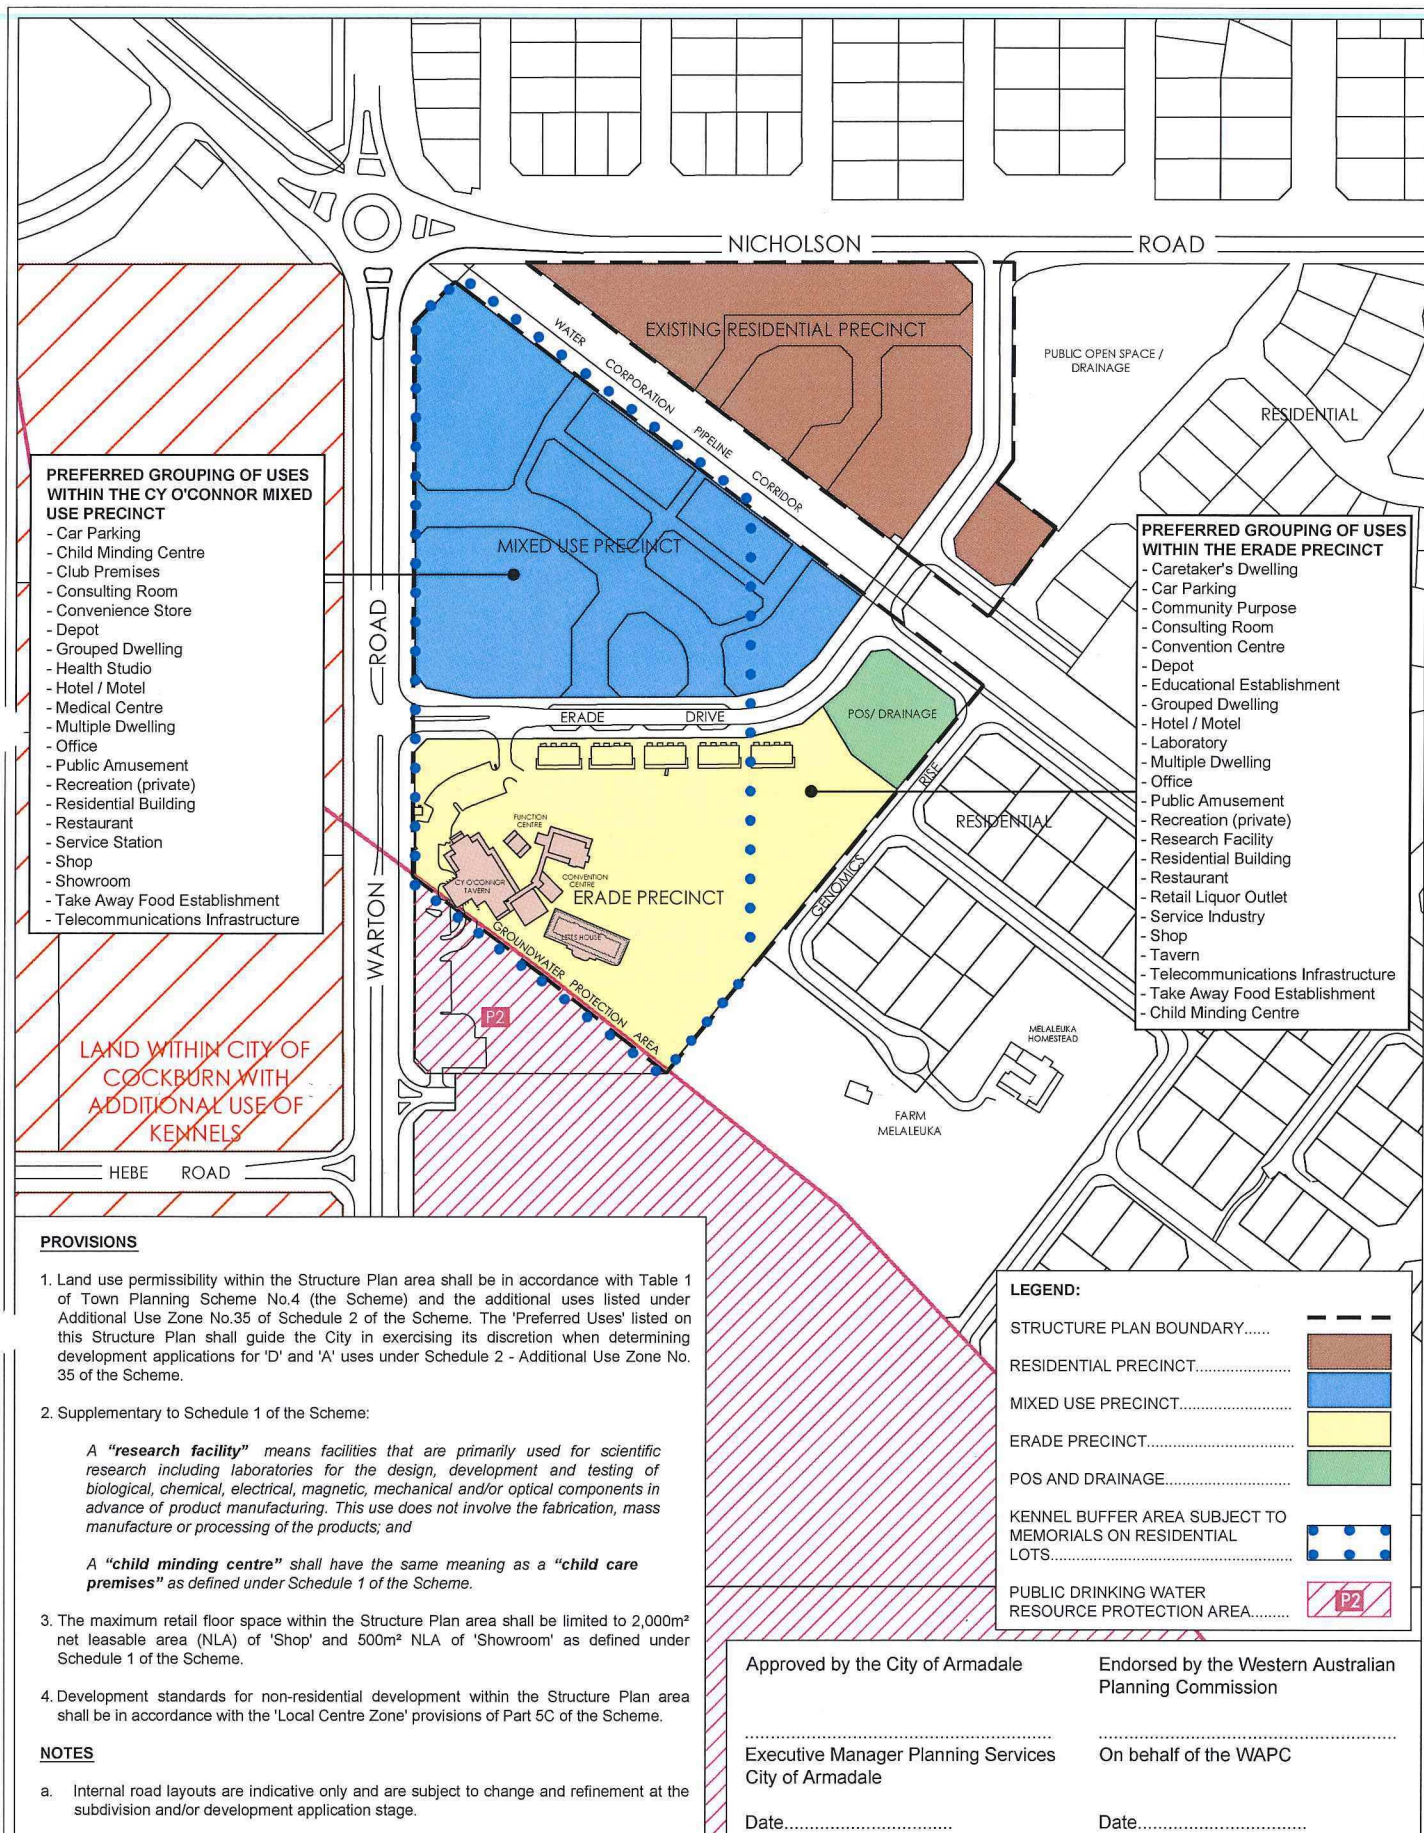 NICHOLSON ROAD
EXISTING RESIDENTIAL PRECINCT
WATER CORPORATION PIPELINE CORRIDOR
PUBLIC OPEN SPACE /
DRAINAGE
RESIDENTIAL
PREFERRED GROUPING OF USES
WITHIN THE CY O'CONNOR MIXED
USE PRECINCT
- Car Parking
- Child Minding Centre
- Club Premises
- Consulting Room
- Convenience Store
- Depot
- Grouped Dwelling
- Health Studio
- Hotel / Motel
- Medical Centre
- Multiple Dwelling
- Office
- Public Amusement
- Recreation (private)
- Residential Building
- Restaurant
- Service Station
- Shop
- Showroom
- Take Away Food Establishment
- Telecommunications Infrastructure
MIXED USE PRECINCT
PREFERRED GROUPING OF USES
WITHIN THE ERADE PRECINCT
- Caretaker's Dwelling
- Car Parking
- Community Purpose
- Consulting Room
- Convention Centre
- Depot
- Educational Establishment
- Grouped Dwelling
- Hotel / Motel
- Laboratory
- Multiple Dwelling
- Office
- Public Amusement
- Recreation (private)
- Research Facility
- Residential Building
- Restaurant
- Retail Liquor Outlet
- Service Industry
- Shop
- Tavern
- Telecommunications Infrastructure
- Take Away Food Establishment
- Child Minding Centre
WARTON ROAD
ERADE DRIVE
POS/ DRAINAGE
GENOMICS RISE
RESIDENTIAL
FUNCTION
CENTRE
CY O'CONNOR
TAVERN
CONVENTION
CENTRE
ERADE PRECINCT
LETS HOUSE
GROUNDWATER PROTECTION AREA
P2
MELALEUKA
HOMESTEAD
FARM
MELALEUKA
LAND WITHIN CITY OF
COCKBURN WITH
ADDITIONAL USE OF
KENNELS
HEBE ROAD
PROVISIONS
1. Land use permissibility within the Structure Plan area shall be in accordance with Table 1
of Town Planning Scheme No.4 (the Scheme) and the additional uses listed under
Additional Use Zone No.35 of Schedule 2 of the Scheme. The 'Preferred Uses' listed on
this Structure Plan shall guide the City in exercising its discretion when determining
development applications for 'D' and 'A' uses under Schedule 2 - Additional Use Zone No.
35 of the Scheme.
2. Supplementary to Schedule 1 of the Scheme:
A “research facility” means facilities that are primarily used for scientific
research including laboratories for the design, development and testing of
biological, chemical, electrical, magnetic, mechanical and/or optical components in
advance of product manufacturing. This use does not involve the fabrication, mass
manufacture or processing of the products; and
A “child minding centre” shall have the same meaning as a “child care
premises” as defined under Schedule 1 of the Scheme.
3. The maximum retail floor space within the Structure Plan area shall be limited to 2,000m²
net leasable area (NLA) of 'Shop' and 500m² NLA of 'Showroom' as defined under
Schedule 1 of the Scheme.
4. Development standards for non-residential development within the Structure Plan area
shall be in accordance with the 'Local Centre Zone' provisions of Part 5C of the Scheme.
NOTES
a. Internal road layouts are indicative only and are subject to change and refinement at the
subdivision and/or development application stage.
LEGEND:
STRUCTURE PLAN BOUNDARY......
RESIDENTIAL PRECINCT.....................
MIXED USE PRECINCT.........................
ERADE PRECINCT................................
POS AND DRAINAGE............................
KENNEL BUFFER AREA SUBJECT TO
MEMORIALS ON RESIDENTIAL
LOTS.....................................................
PUBLIC DRINKING WATER
RESOURCE PROTECTION AREA........
P2
Approved by the City of Armadale
Executive Manager Planning Services
City of Armadale
Date..................................
Endorsed by the Western Australian
Planning Commission
On behalf of the WAPC
Date..................................